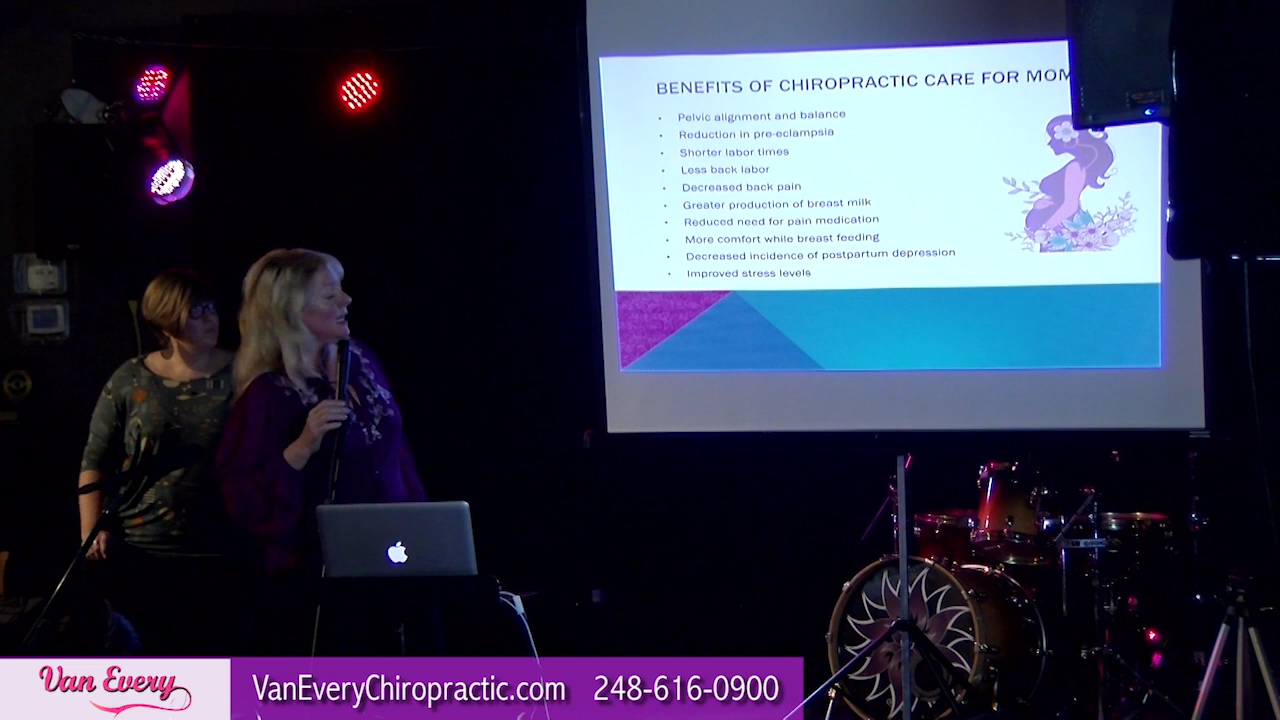 BENEFITS OF CHIROPRACTIC CARE FOR MOM
• Pelvic alignment and balance
• Reduction in pre-eclampsia
• Shorter labor times
• Less back labor
• Decreased back pain
• Greater production of breast milk
• Reduced need for pain medication
• More comfort while breast feeding
• Decreased incidence of postpartum depression
• Improved stress levels
Van Every
VanEveryChiropractic.com 248-616-0900